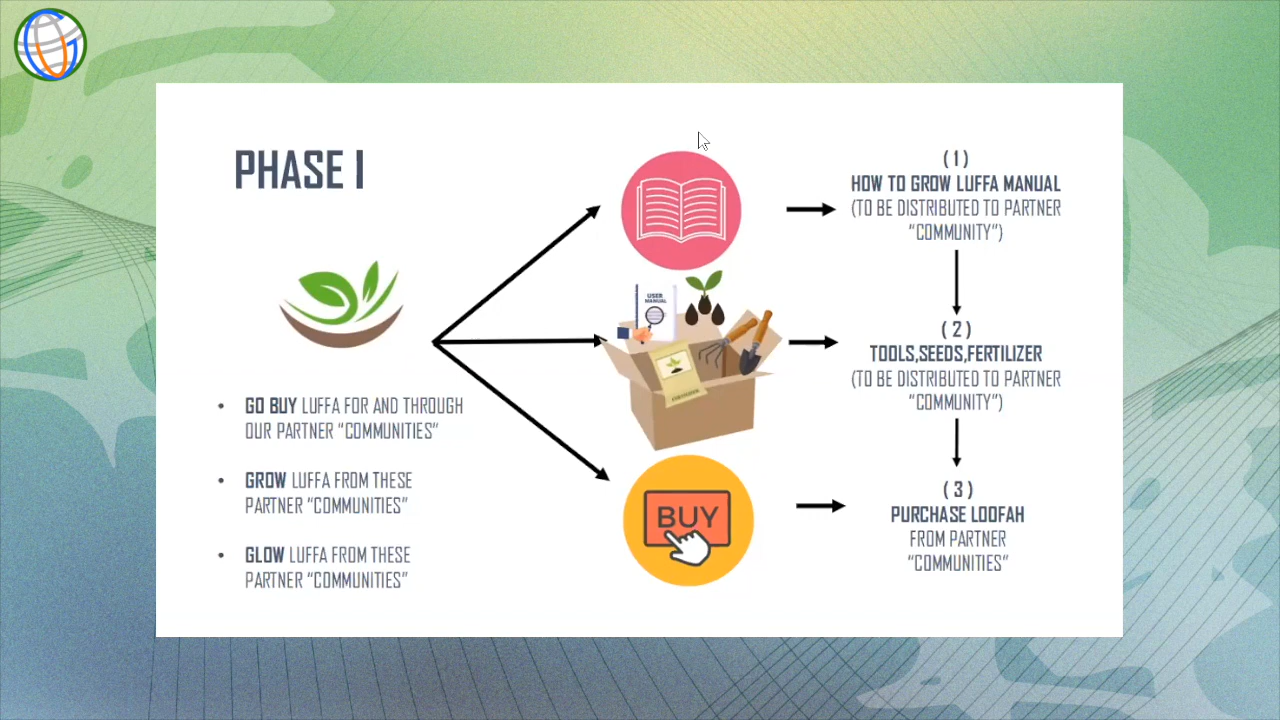 PHASE I
• GO BUY LUFFA FOR AND THROUGH
OUR PARTNER “COMMUNITIES”
• GROW LUFFA FROM THESE
PARTNER “COMMUNITIES”
• GLOW LUFFA FROM THESE
PARTNER “COMMUNITIES”
USER
MANUAL
BUY
(1)
HOW TO GROW LUFFA MANUAL
(TO BE DISTRIBUTED TO PARTNER
“COMMUNITY”)
(2)
TOOLS,SEEDS,FERTILIZER
(TO BE DISTRIBUTED TO PARTNER
“COMMUNITY”)
(3)
PURCHASE LOOFAH
FROM PARTNER
“COMMUNITIES”